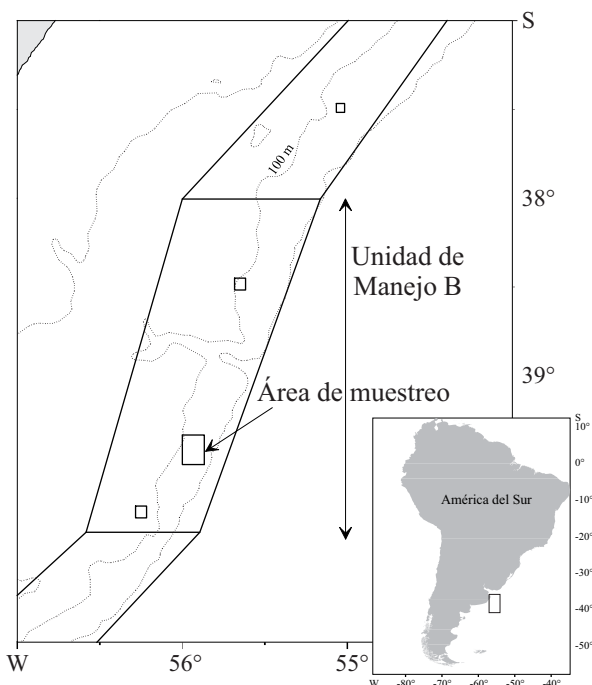 S
100 m
38°
Unidad de
Manejo B
39°
Área de muestreo
S
10°
0°
América del Sur
-10°
-20°
-30°
-40°
-50°
W
56°
55°
W
-80°
-70°
-60°
-50°
-40°